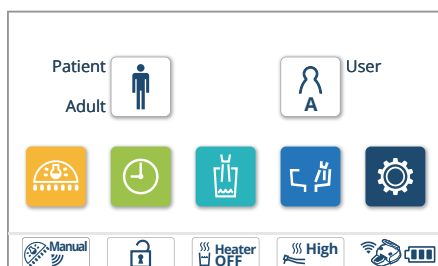 Patient
User
Adult
A
Manual
Heater
OFF
High